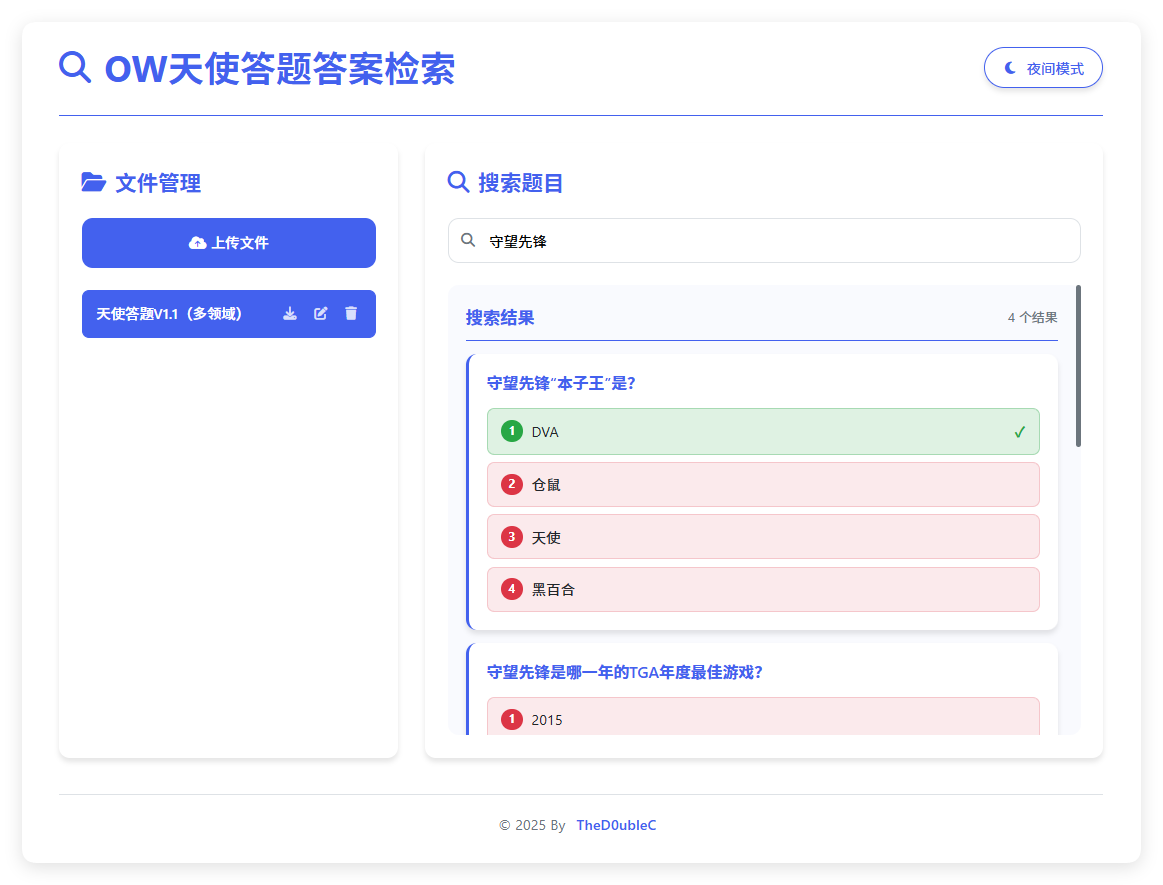 OW天使答题答案检索
夜间模式
文件管理
上传文件
天使答题V1.1（多领域）
搜索题目
守望先锋
搜索结果
4 个结果
守望先锋“本子王”是?
1 DVA ✓
2 仓鼠
3 天使
4 黑百合
守望先锋是哪一年的TGA年度最佳游戏?
1 2015
© 2025 By TheD0ubleC